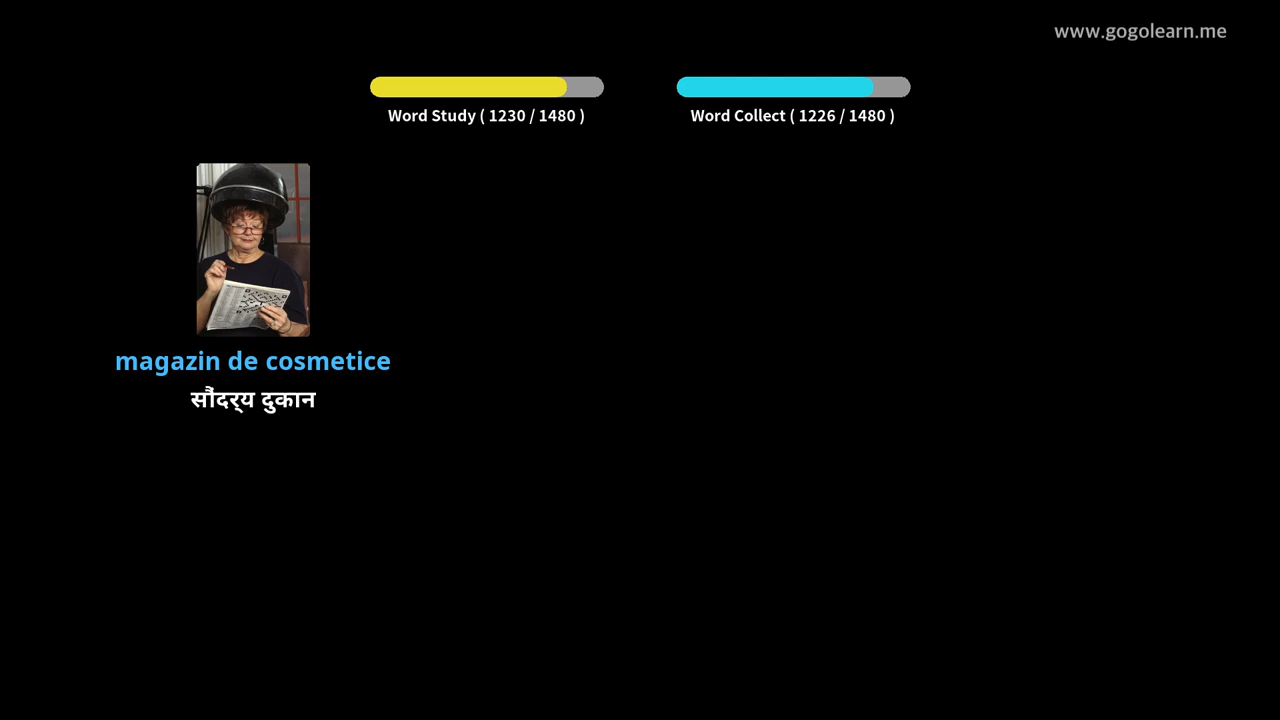 www.gogolearn.me
Word Study ( 1230 / 1480 )
Word Collect ( 1226 / 1480 )
magazin de cosmetice
सौंदर्य दुकान